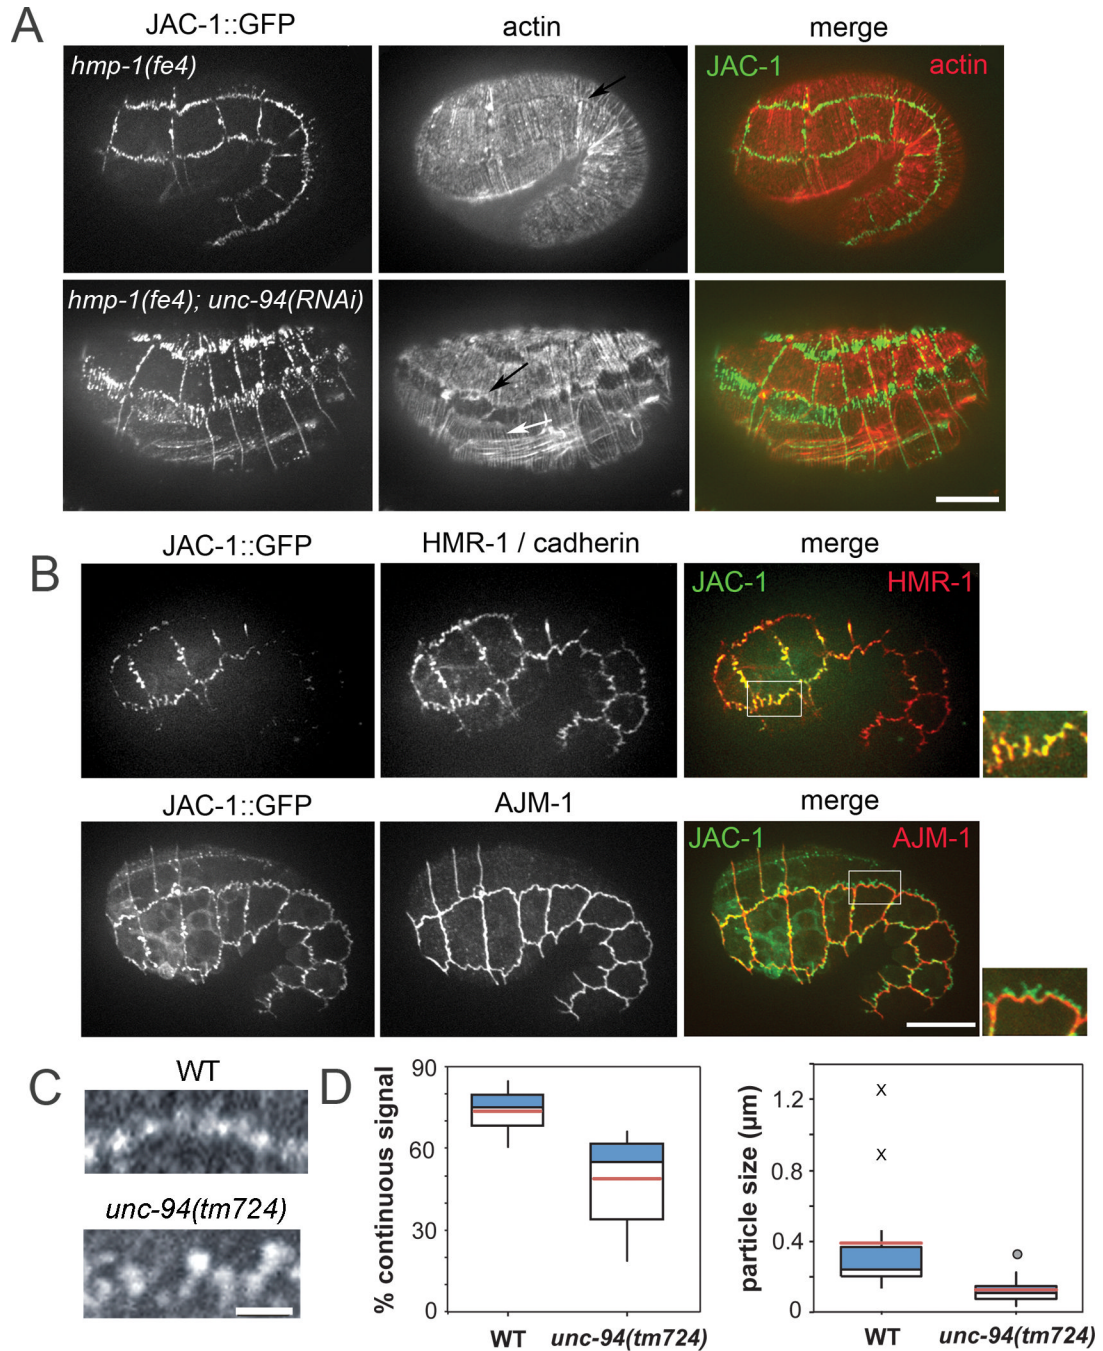 A
JAC-1::GFP actin merge
hmp-1(fe4)
JAC-1 actin
hmp-1(fe4); unc-94(RNAi)
B
JAC-1::GFP HMR-1 / cadherin merge
JAC-1 HMR-1
JAC-1::GFP AJM-1 merge
JAC-1 AJM-1
C
WT
unc-94(tm724)
D
% continuous signal
90
60
30
0
WT unc-94(tm724)
particle size (µm)
1.2
0.8
0.4
0
X
X
WT unc-94(tm724)